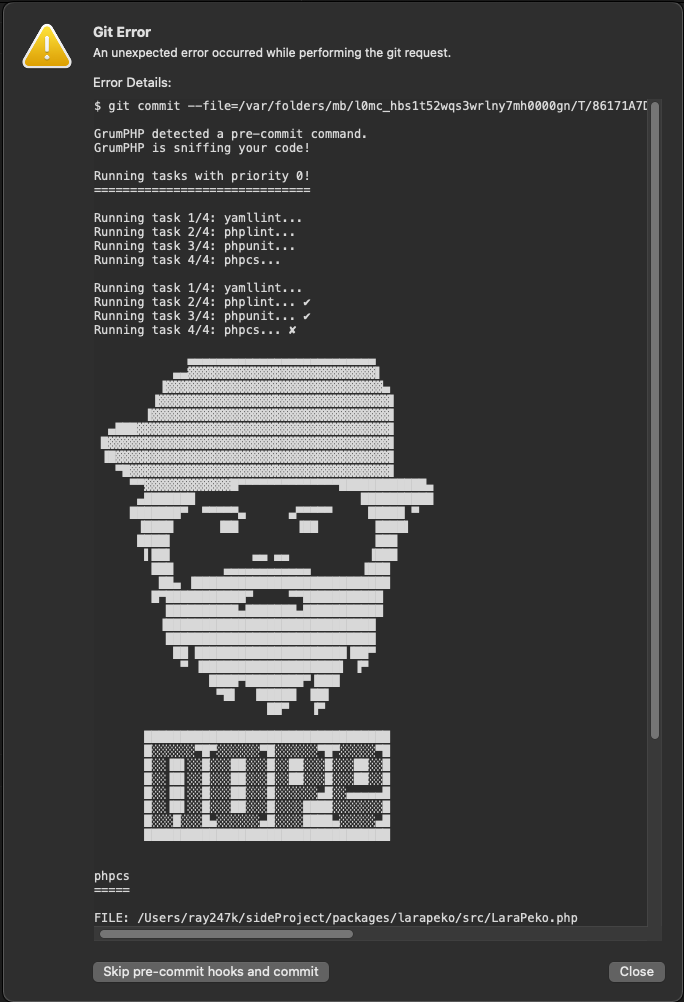 Git Error
An unexpected error occurred while performing the git request.
Error Details:
$ git commit --file=/var/folders/mb/l0mc_hbs1t52wqs3wrlny7mh0000gn/T/86171A7D
GrumPHP detected a pre-commit command.
GrumPHP is sniffing your code!
Running tasks with priority 0!
==============================
Running task 1/4: yamllint...
Running task 2/4: phplint...
Running task 3/4: phpunit...
Running task 4/4: phpcs...
Running task 1/4: yamllint...
Running task 2/4: phplint... ✔
Running task 3/4: phpunit... ✔
Running task 4/4: phpcs... ✘
NOPE
phpcs
=====
FILE: /Users/ray247k/sideProject/packages/larapeko/src/LaraPeko.php
Skip pre-commit hooks and commit
Close